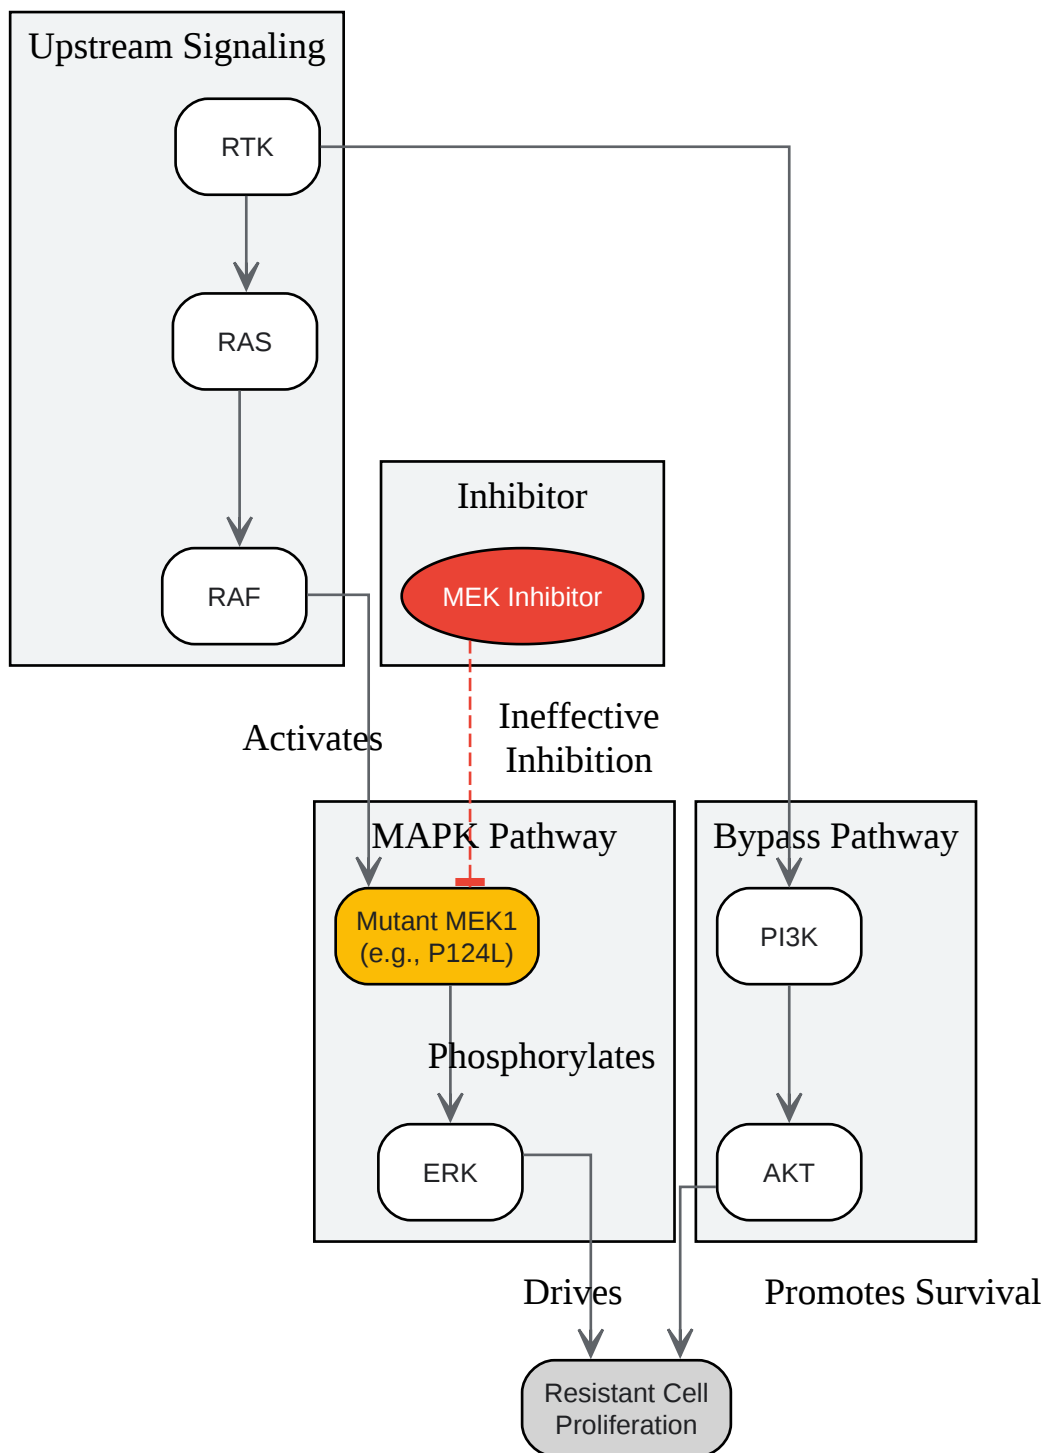 Upstream Signaling
RTK
RAS
Inhibitor
RAF
MEK Inhibitor
Activates
Ineffective
Inhibition
MAPK Pathway
Bypass Pathway
Mutant MEK1
(e.g., P124L)
PI3K
Phosphorylates
ERK
AKT
Drives
Promotes Survival
Resistant Cell
Proliferation